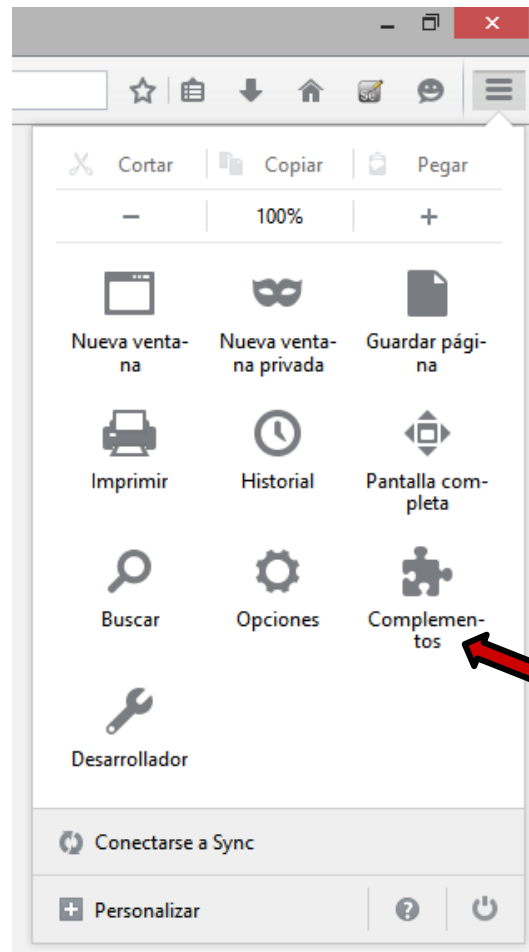 Cortar Copiar Pegar
− 100% +
Nueva venta- Nueva venta- Guardar pági-
na na privada na
Imprimir Historial Pantalla com-
pleta
Buscar Opciones Complemen-
tos
Desarrollador
Conectarse a Sync
Personalizar